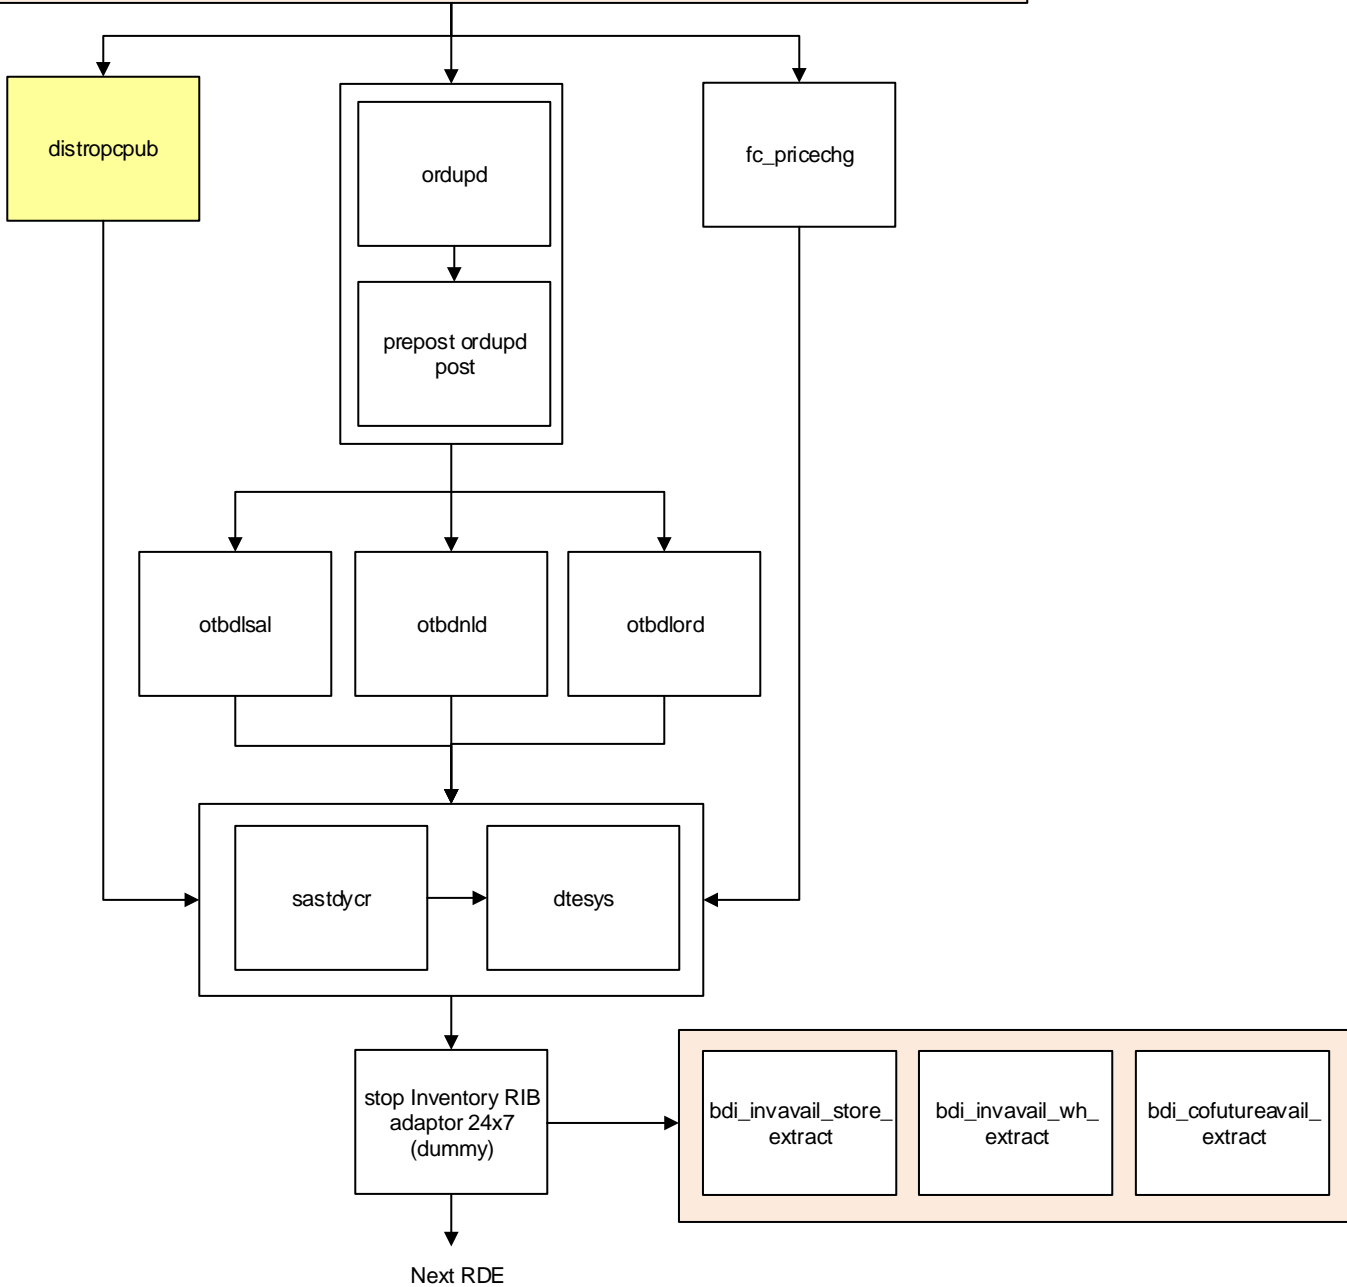 distropcpub
ordupd
fc_pricechg
prepost ordupd
post
otbdlsal
otbdnld
otbdlord
sastdycr
dtesys
stop Inventory RIB
adaptor 24x7
(dummy)
bdi_invavail_store_
extract
bdi_invavail_wh_
extract
bdi_cofutureavail_
extract
Next RDE